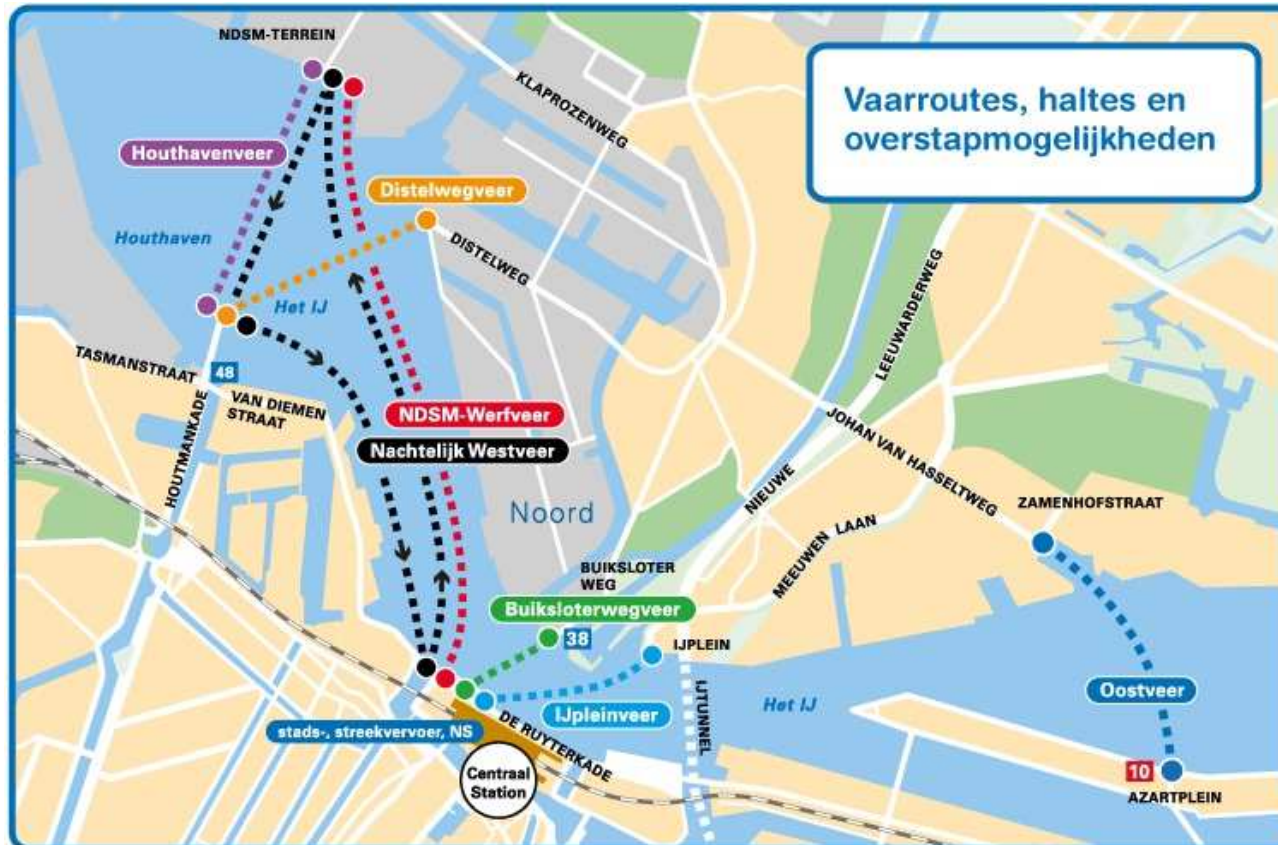 NDSM-TERREIN
Vaarroutes, haltes en
overstapmogelijkheden
KLAPROZENWEG
Houthavenveer
Distelwegveer
Houthaven
DISTELWEG
Het IJ
LEEUWARDERWEG
TASMANSTRAAT
48
VAN DIEMEN
STRAAT
NDSM-Werfveer
Nachtelijk Westveer
HOUTMANKADE
JOHAN VAN HASSELTWEG
NIEUWE
Noord
ZAMENHOFSTRAAT
MEEUWEN LAAN
BUIKSLOTER
WEG
Buiksloterwegveer
38
IJPLEIN
IJTUNNEL
Oostveer
Het IJ
IJpleinveer
stads-, streekvervoer, NS
DE RUYTERKADE
Centraal
Station
10
AZARTPLEIN